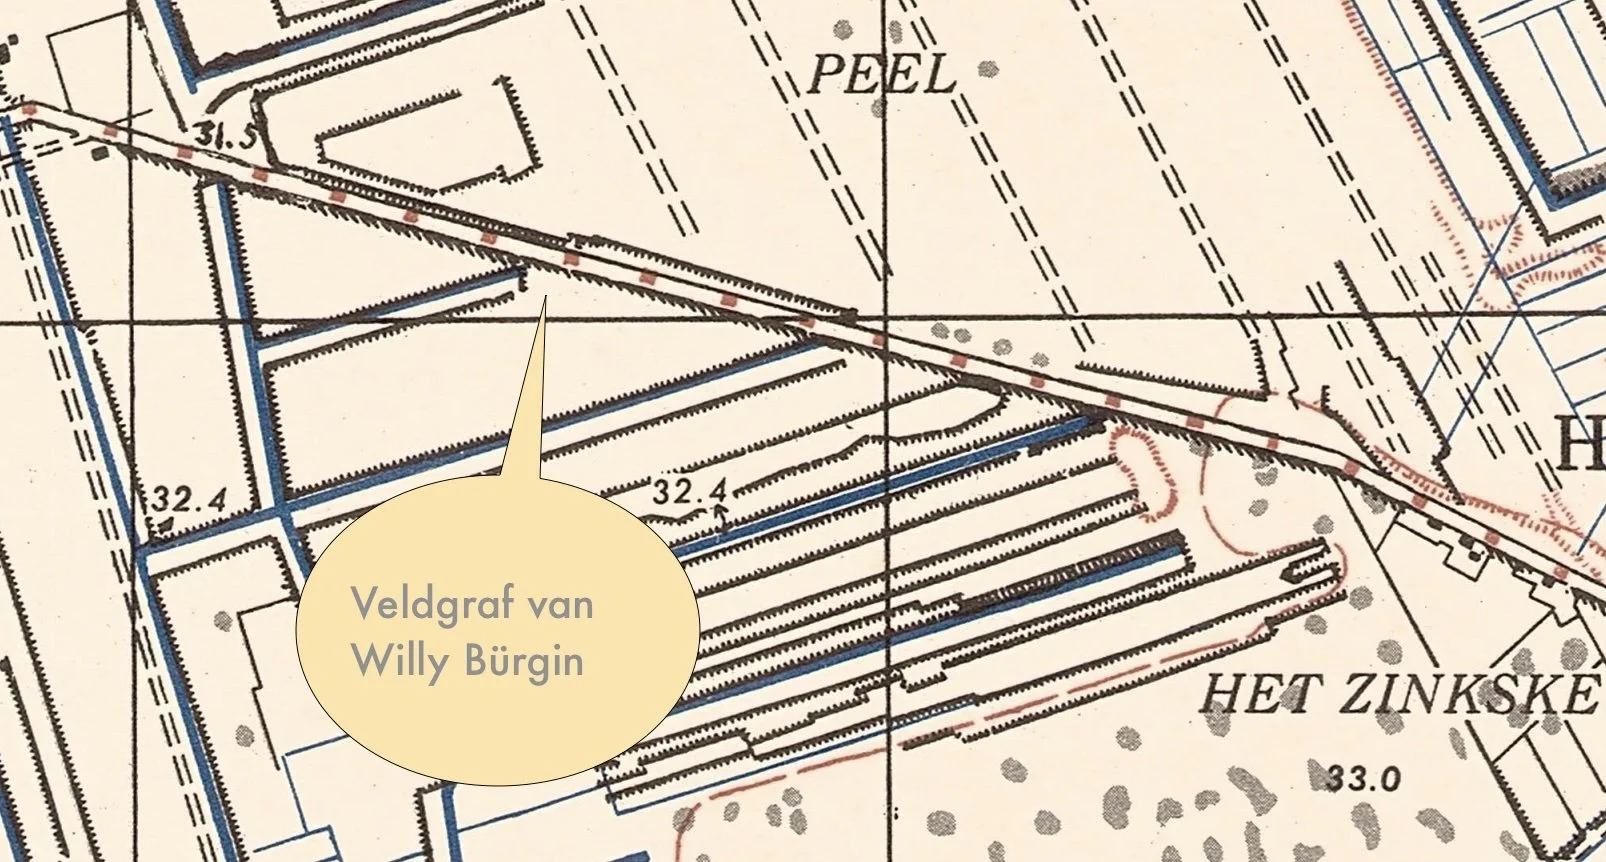 PEEL
31.5
H
32.4
32.4
Veldgraf van
Willy Bürgin
HET ZINKSKE
33.0